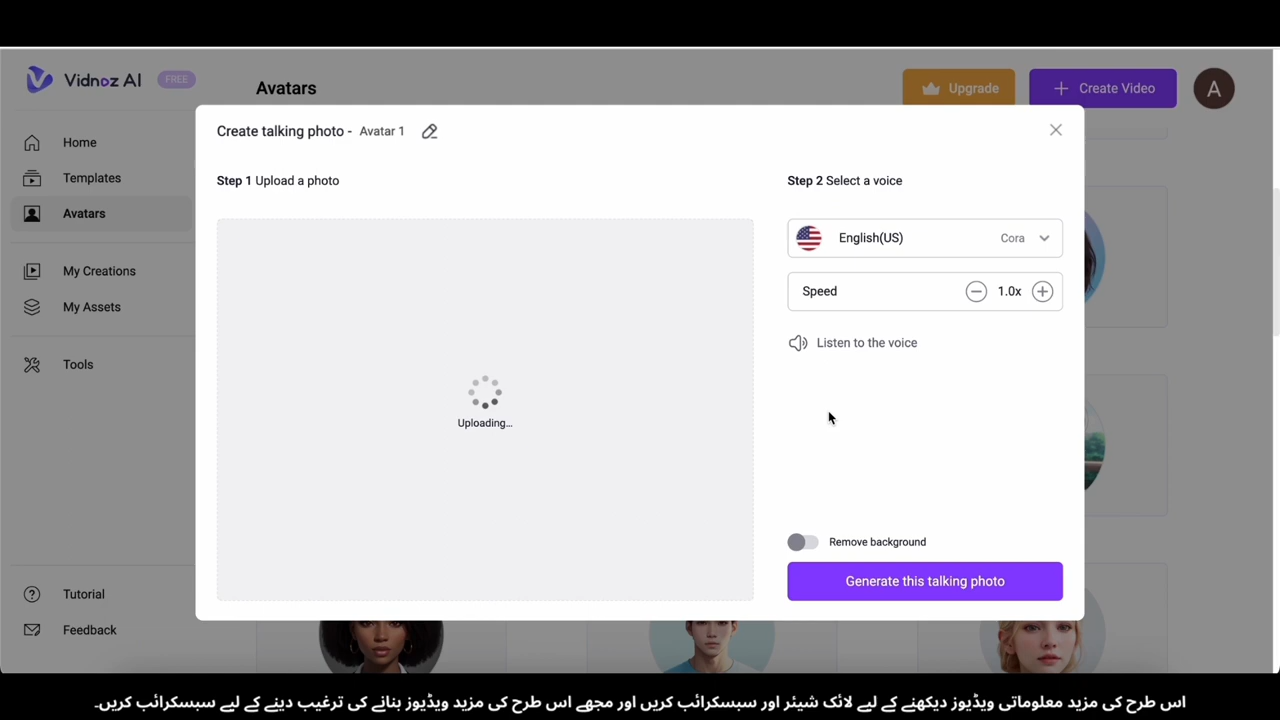 Vidnoz AI FREE
Avatars
Upgrade
Create Video
A
Home
Templates
Avatars
My Creations
My Assets
Tools
Tutorial
Feedback
Create talking photo - Avatar 1
Step 1 Upload a photo
Uploading...
Step 2 Select a voice
English(US) Cora
Speed 1.0x
Listen to the voice
Remove background
Generate this talking photo
اس طرح کی مزید معلوماتی ویڈیوز دیکھنے کے لیے لائک شیئر اور سبسکرائب کریں اور مجھے اس طرح کی مزید ویڈیوز بنانے کی ترغیب دینے کے لیے سبسکرائب کریں۔